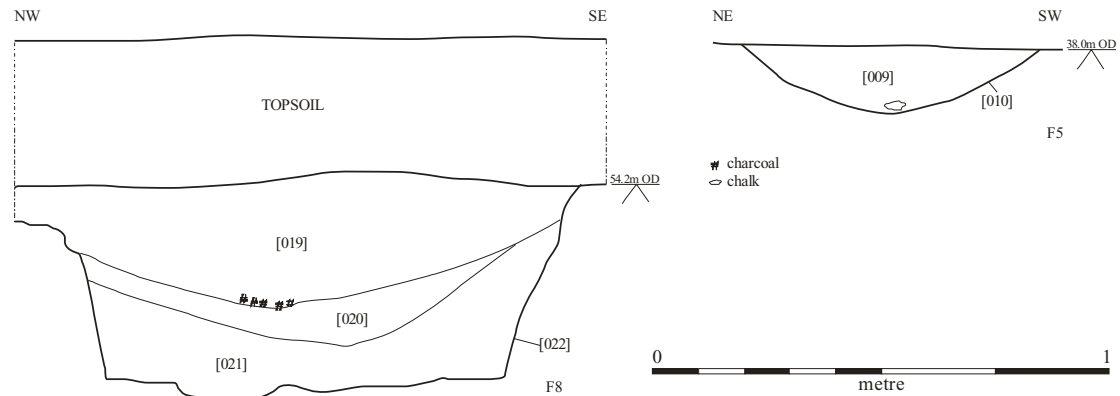 NW SE
TOPSOIL
54.2m OD
[019]
[020]
[021]
[022]
F8
NE SW
38.0m OD
[009]
[010]
F5
charcoal
chalk
0 1
metre